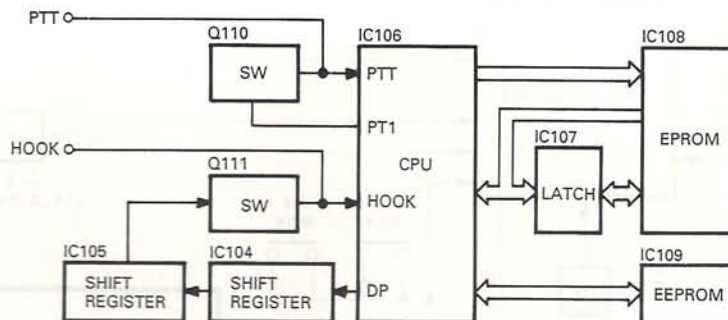 PTT
Q110
SW
IC106
PTT
PT1
CPU
HOOK
DP
IC108
EPROM
IC107
LATCH
HOOK
Q111
SW
IC105
SHIFT
REGISTER
IC104
SHIFT
REGISTER
IC109
EEPROM